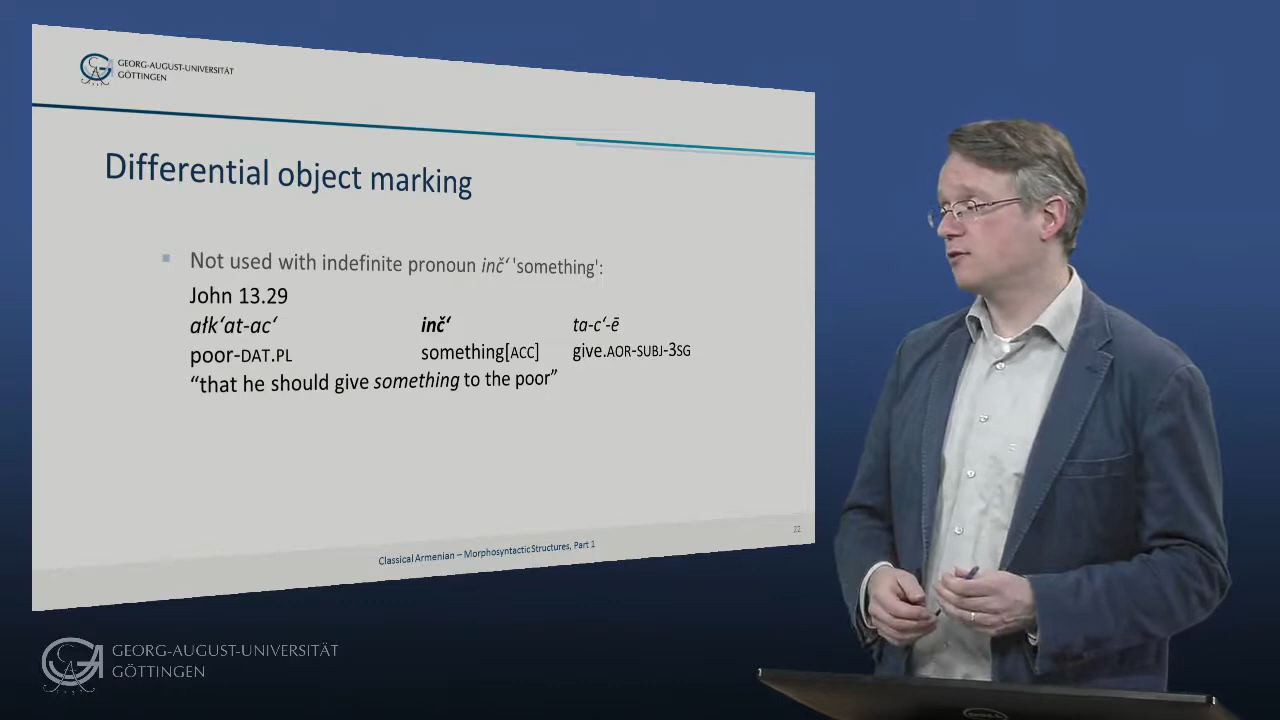 GEORG-AUGUST-UNIVERSITÄT
GÖTTINGEN
Differential object marking
Not used with indefinite pronoun inč‘ 'something':
John 13.29
ałk‘at-ac‘ inč‘ ta-c‘-ē
poor-DAT.PL something[ACC] give.AOR-SUBJ-3SG
“that he should give something to the poor”
22
Classical Armenian – Morphosyntactic Structures, Part 1
GEORG-AUGUST-UNIVERSITÄT
GÖTTINGEN
DELL